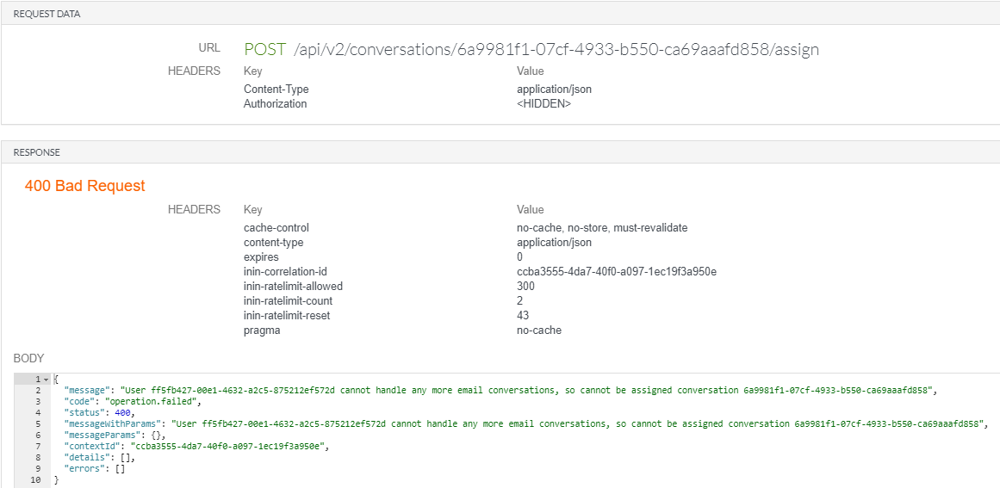 REQUEST DATA
URL POST /api/v2/conversations/6a9981f1-07cf-4933-b550-ca69aaafd858/assign
HEADERS Key Value
Content-Type application/json
Authorization <HIDDEN>
RESPONSE
400 Bad Request
HEADERS Key Value
cache-control no-cache, no-store, must-revalidate
content-type application/json
expires 0
inin-correlation-id ccba3555-4da7-40f0-a097-1ec19f3a950e
inin-ratelimit-allowed 300
inin-ratelimit-count 2
inin-ratelimit-reset 43
pragma no-cache
BODY
1 {
2 "message": "User ff5fb427-00e1-4632-a2c5-875212ef572d cannot handle any more email conversations, so cannot be assigned conversation 6a9981f1-07cf-4933-b550-ca69aaafd858",
3 "code": "operation.failed",
4 "status": 400,
5 "messageWithParams": "User ff5fb427-00e1-4632-a2c5-875212ef572d cannot handle any more email conversations, so cannot be assigned conversation 6a9981f1-07cf-4933-b550-ca69aaafd858",
6 "messageParams": {},
7 "contextId": "ccba3555-4da7-40f0-a097-1ec19f3a950e",
8 "details": [],
9 "errors": []
10 }